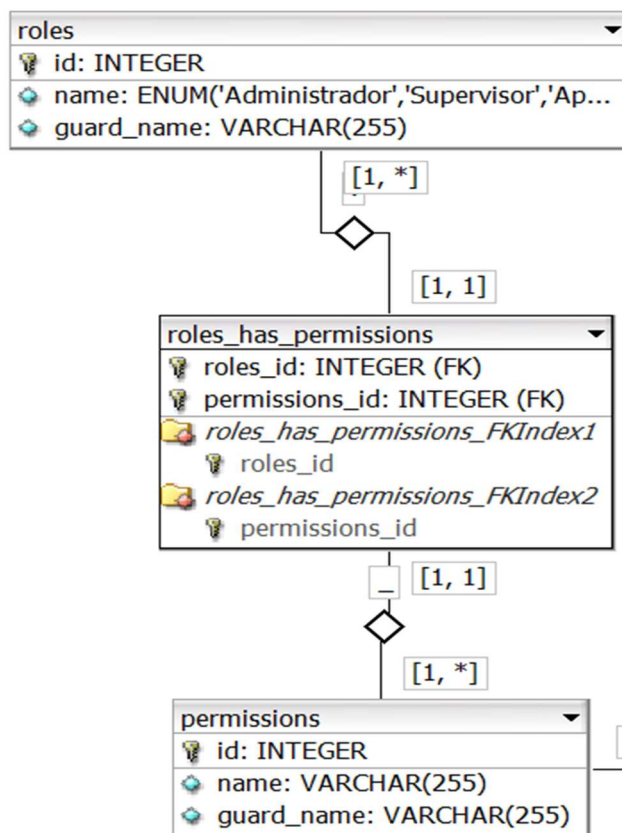 roles
id: INTEGER
name: ENUM('Administrador','Supervisor','Ap...
guard_name: VARCHAR(255)
[1, *]
[1, 1]
roles_has_permissions
roles_id: INTEGER (FK)
permissions_id: INTEGER (FK)
roles_has_permissions_FKIndex1
roles_id
roles_has_permissions_FKIndex2
permissions_id
_ [1, 1]
[1, *]
permissions
id: INTEGER
name: VARCHAR(255)
guard_name: VARCHAR(255)